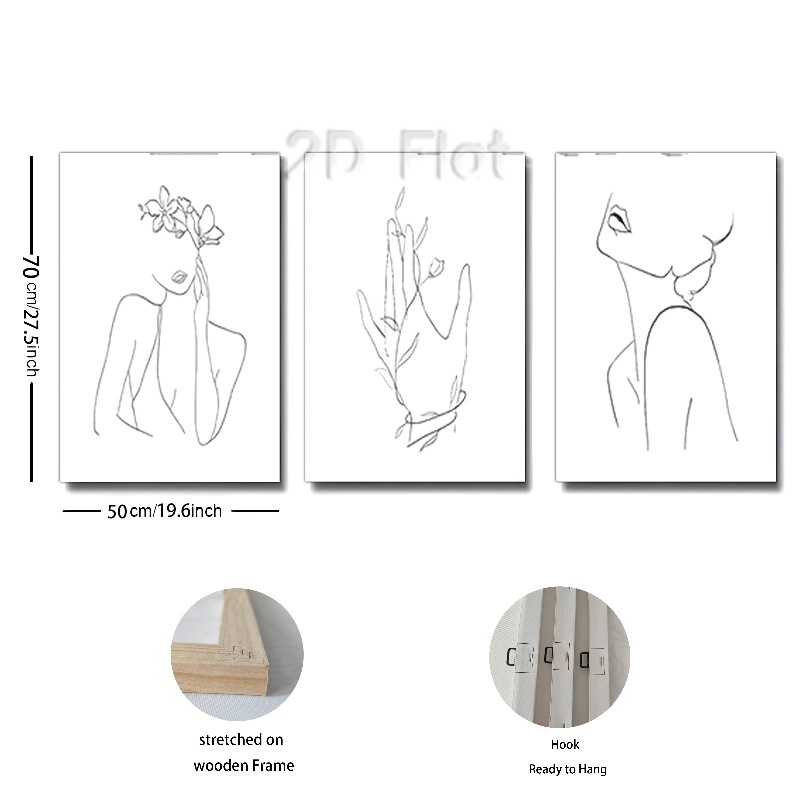 2D Flat
70 cm/27.5inch
50cm/19.6inch
stretched on
wooden Frame
Hook
Ready to Hang